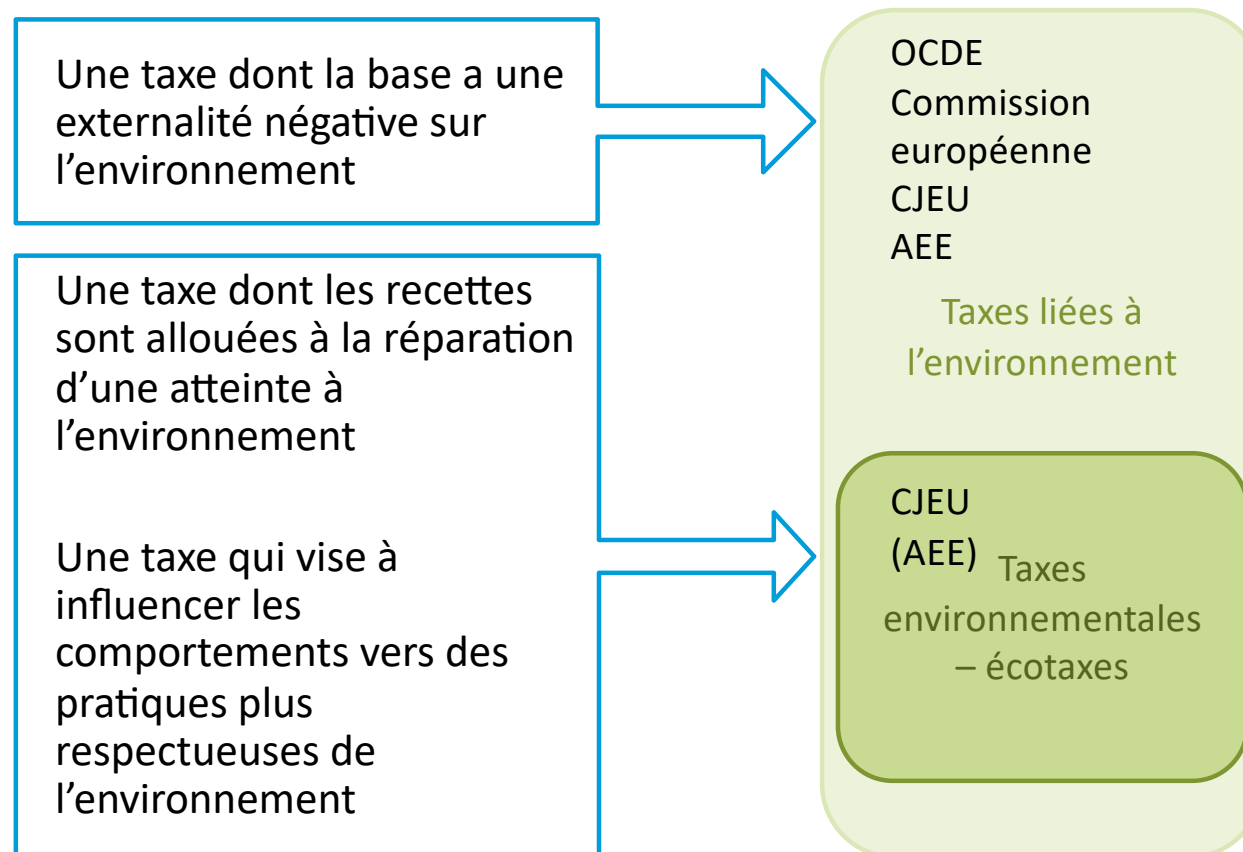 Une taxe dont la base a une
externalité négative sur
l’environnement
Une taxe dont les recettes
sont allouées à la réparation
d’une atteinte à
l’environnement
Une taxe qui vise à
influencer les
comportements vers des
pratiques plus
respectueuses de
l’environnement
OCDE
Commission
européenne
CJEU
AEE
Taxes liées à
l’environnement
CJEU
(AEE)
Taxes
environnementales
– écotaxes